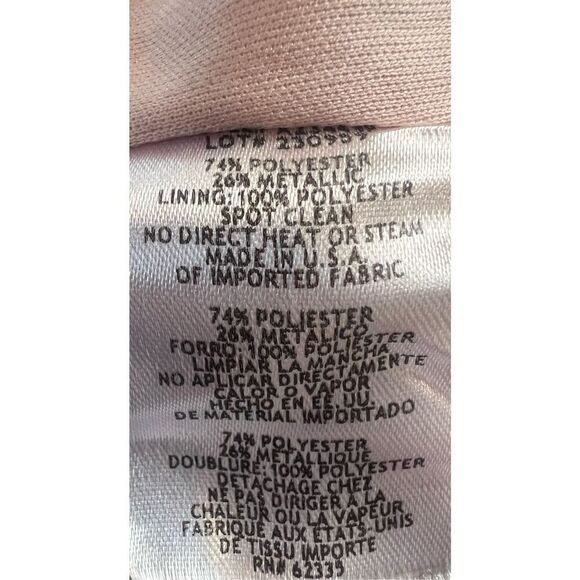 LOT# 230989
74% POLYESTER
26% METALLIC
LINING: 100% POLYESTER
SPOT CLEAN
NO DIRECT HEAT OR STEAM
MADE IN U.S.A.
OF IMPORTED FABRIC
74% POLIESTER
26% METALICO
FORRO: 100% POLIESTER
LIMPIAR LA MANCHA
NO APLICAR DIRECTAMENTE
CALOR O VAPOR
HECHO EN EE. UU.
DE MATERIAL IMPORTADO
74% POLYESTER
26% METALLIQUE
DOUBLURE: 100% POLYESTER
DETACHAGE CHEZ
NE PAS DIRIGER A LA
CHALEUR OU LA VAPEUR
FABRIQUE AUX ETATS-UNIS
DE TISSU IMPORTE
RN# 62335